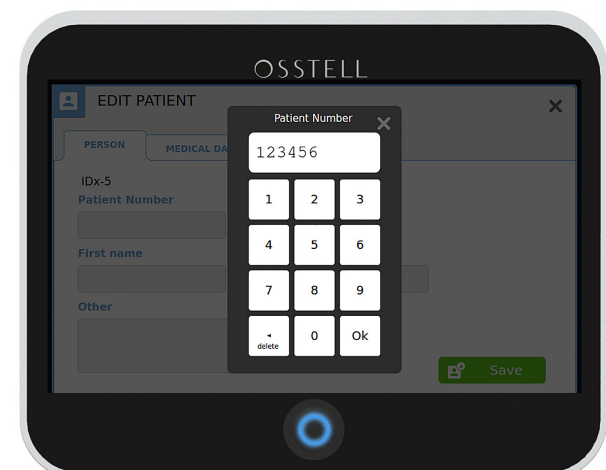 OSSTELL
EDIT PATIENT
Patient Number
PERSON
MEDICAL DA
123456
IDx-5
Patient Number
1 2 3
First name
4 5 6
7 8 9
Other
delete 0 Ok
Save